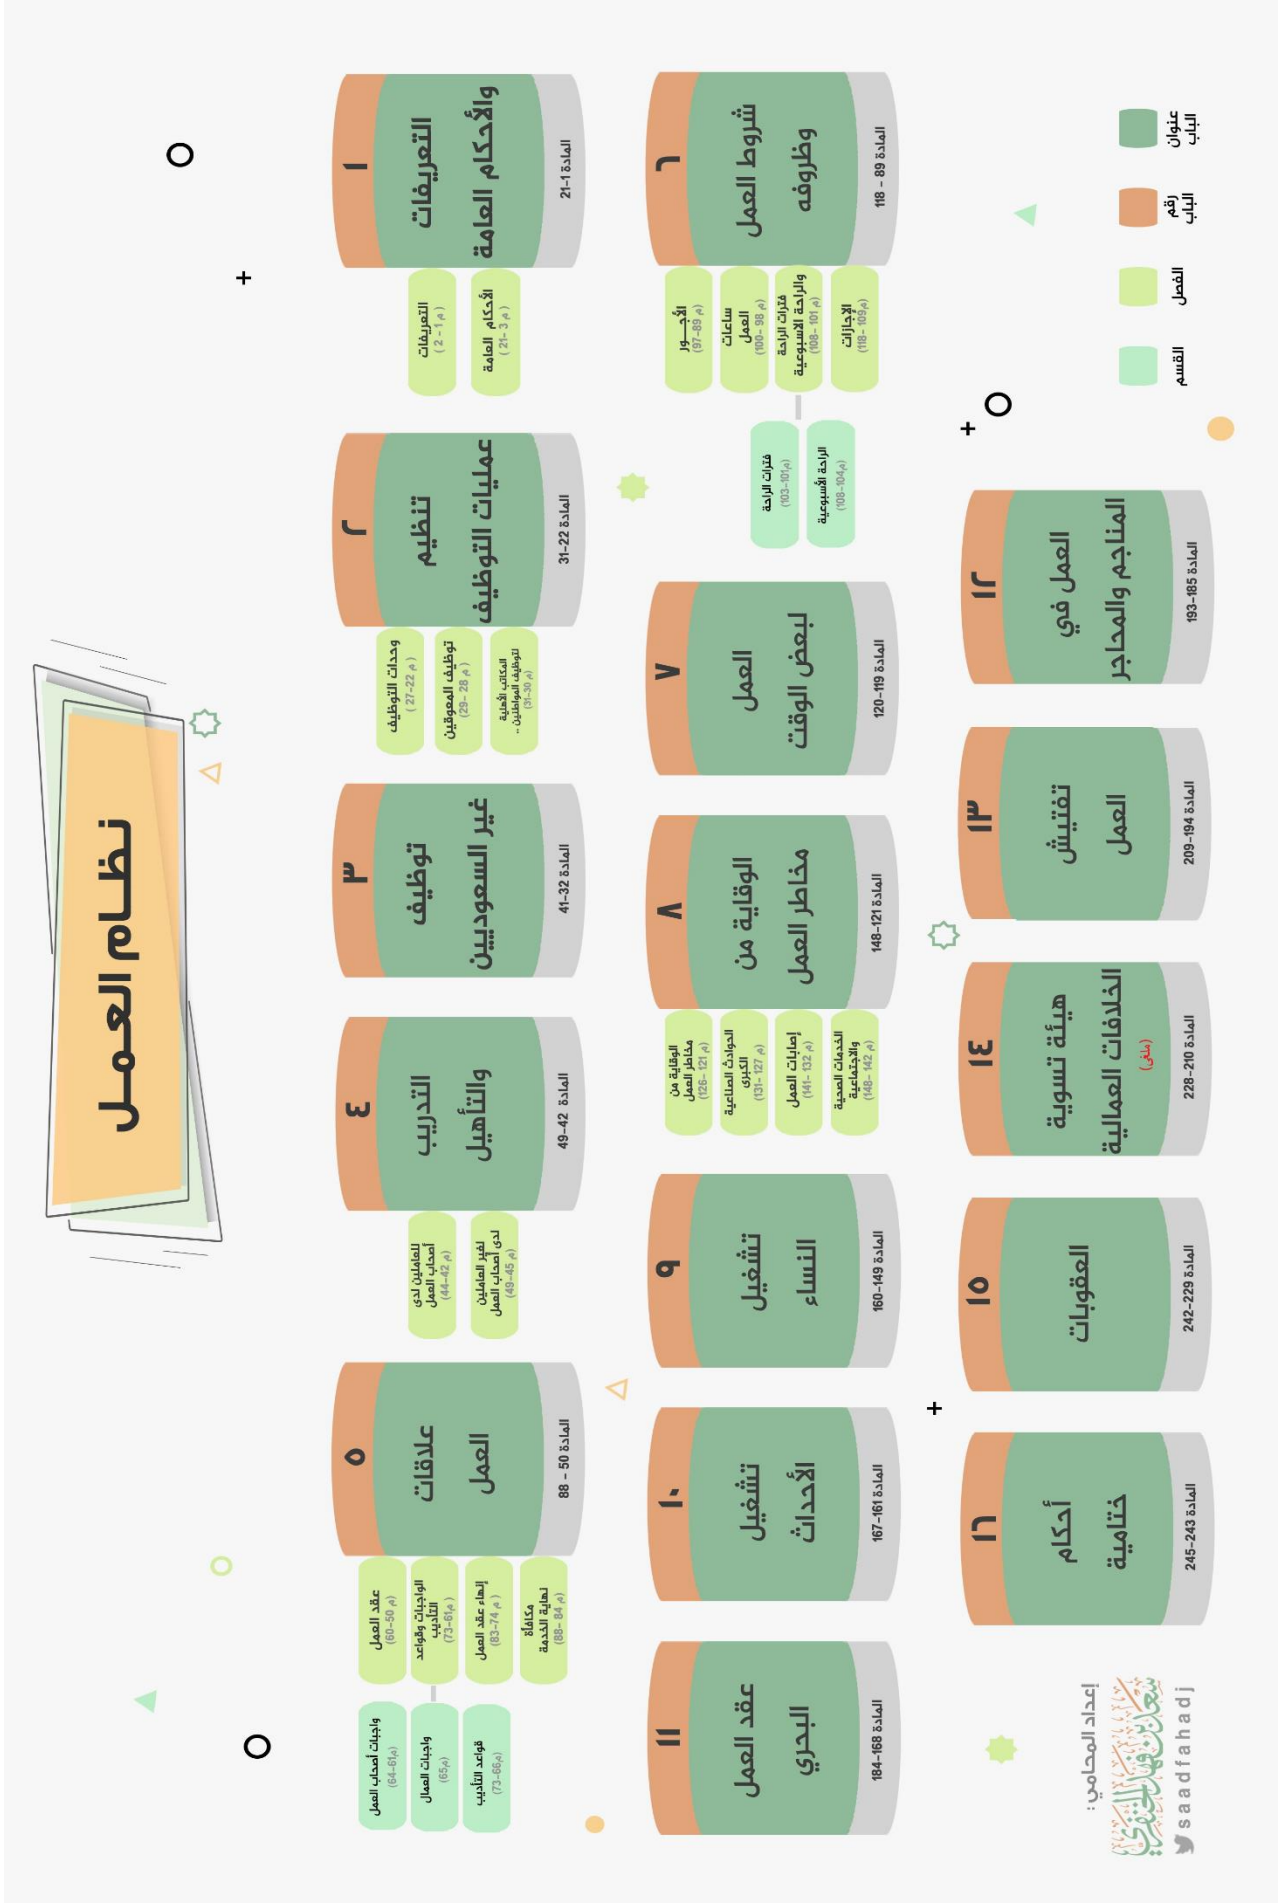 نظام العمل
١
التعريفات
والأحكام العامة
المادة 1-21
التعريفات
( م 1 - 2 )
الأحكام العامة
( م 3 -21 )
٢
تنظيم
عمليات التوظيف
المادة 22-31
وحدات التوظيف
( م 22-27 )
توظيف المعوقين
( م 28 -29)
المكاتب الأهلية
لتوظيف المواطنين ..
(م 30-31)
٣
توظيف
غير السعوديين
المادة 32-41
٤
التدريب
والتأهيل
المادة 42-49
للعاملين لدى
أصحاب العمل
(م 42-44)
لغير العاملين
لدى أصحاب العمل
(م 45-49)
٥
علاقات
العمل
المادة 50 - 88
عقد العمل
(م 50-60)
الواجبات وقواعد
التأديب
(م61-73)
إنهاء عقد العمل
( م 74-83)
مكافأة
نهاية الخدمة
(م 84 -88)
واجبات أصحاب العمل
(م61-64)
واجبات العمال
(م65)
قواعد التأديب
(م66-73)
٦
شروط العمل
وظروفه
المادة 89 - 118
الأجــور
(م 89-97)
ساعات
العمل
(م 98 -100)
فترات الراحة
والراحة الاسبوعية
(م 101 -108)
الإجازات
(م109 -118)
فترات الراحة
(م101-103)
الراحة الأسبوعية
(م104-108)
٧
العمل
لبعض الوقت
المادة 119-120
٨
الوقاية من
مخاطر العمل
المادة 121-148
الوقاية من
مخاطر العمل
(م 121 -126)
الحوادث الصناعية
الكبرى
(م 127 -131)
إصابات العمل
(م 132 -141)
الخدمات الصحية
والاجتماعية
(م 142 -148)
٩
تشغيل
النساء
المادة 149-160
١٠
تشغيل
الأحداث
المادة 161-167
١١
عقد العمل
البحري
المادة 168-184
١٢
العمل في
المناجم والمحاجر
المادة 185-193
١٣
تفتيش
العمل
المادة 194-209
١٤
هيئة تسوية
الخلافات العمالية
(ملغى)
المادة 210-228
١٥
العقوبات
المادة 229-242
١٦
أحكام
ختامية
المادة 243-245
عنوان
الباب
رقم
الباب
الفصل
القسم
إعداد المحامي :
saadfahadj